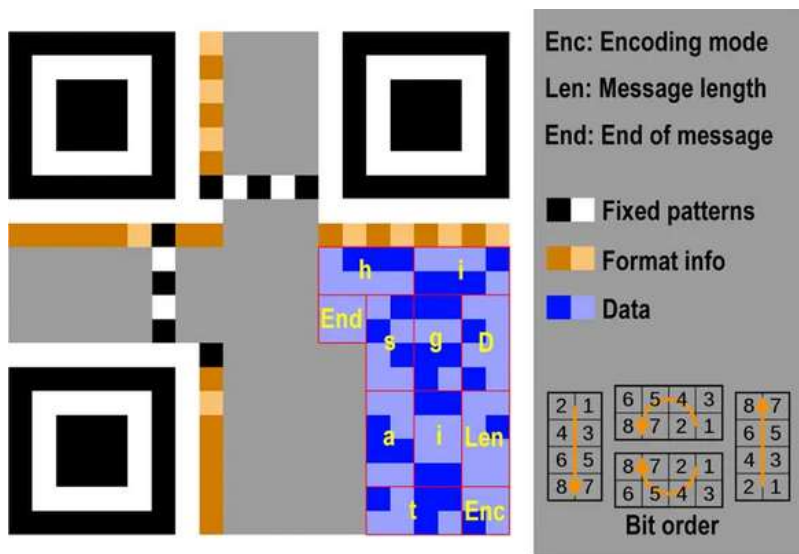 Enc: Encoding mode
Len: Message length
End: End of message
Fixed patterns
Format info
Data
h i
End s g D
a i Len
t Enc
2 1
4 3
6 5
8 7
6 5 4 3
8 7 2 1
8 7 2 1
6 5 4 3
8 7
6 5
4 3
2 1
Bit order